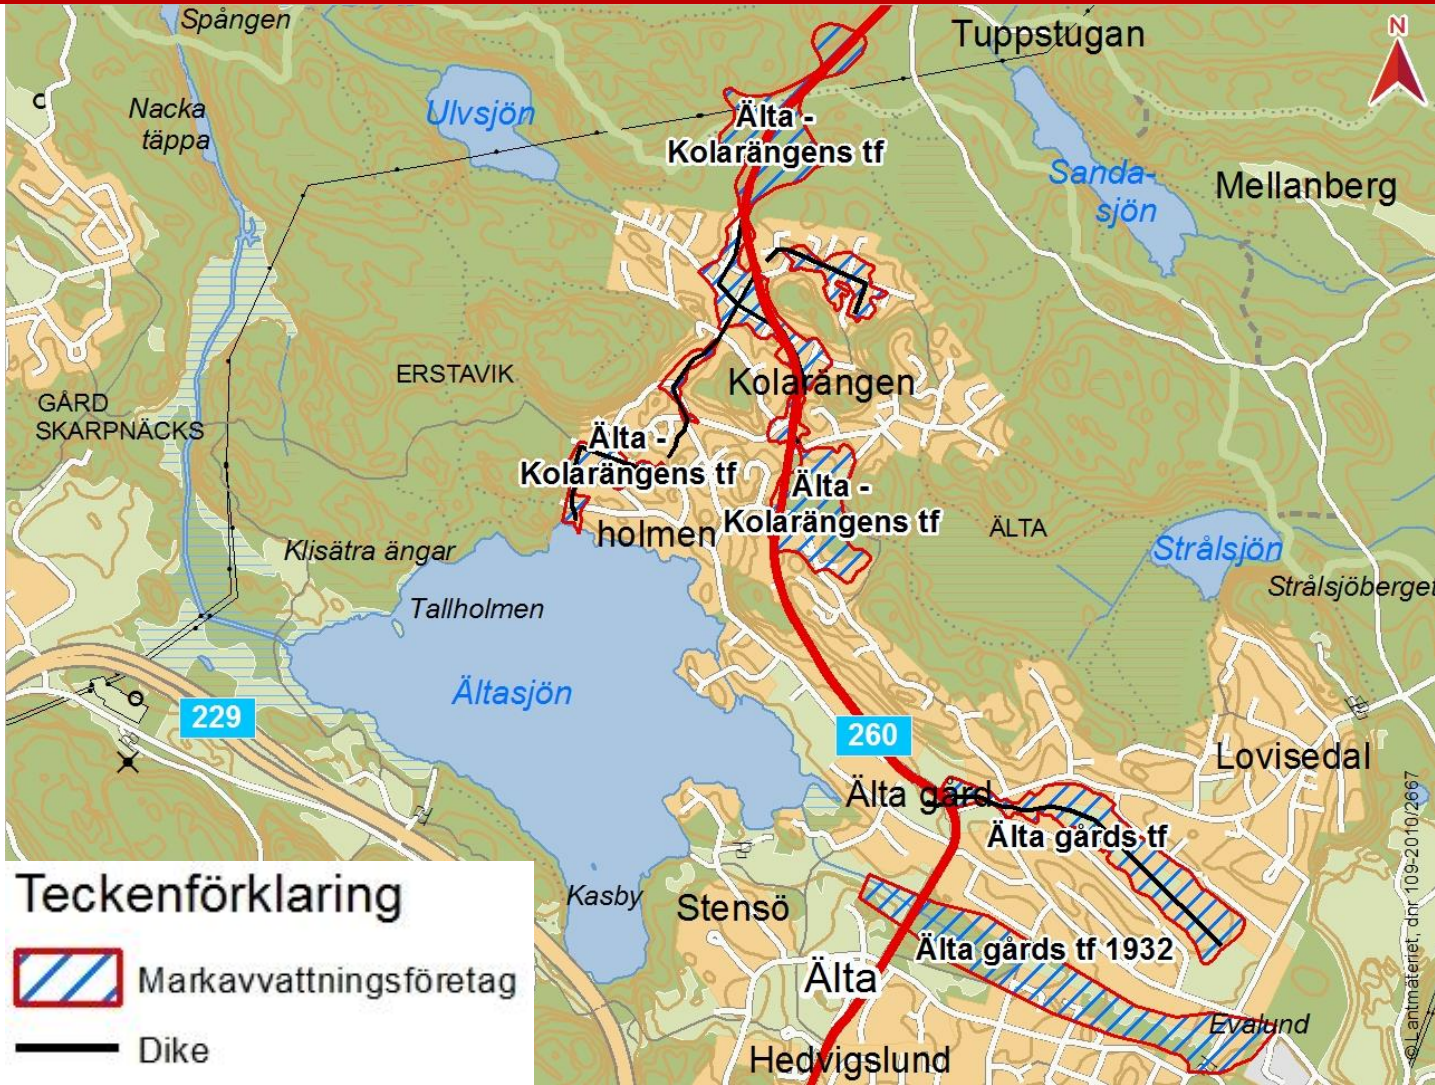 Spången
Tuppstugan
N
Nacka
täppa
Ulvsjön
Älta -
Kolarängens tf
Sanda-
sjön
Mellanberg
ERSTAVIK
Kolarängen
GÅRD
SKARPNÄCKS
Älta -
Kolarängens tf
Älta -
Kolarängens tf
holmen
ÄLTA
Klisätra ängar
Strålsjön
Strålsjöberget
Tallholmen
Ältasjön
229
260
Lovisedal
Älta gård
Älta gårds tf
Kasby
Stensö
Älta gårds tf 1932
Älta
Evalund
Hedvigslund
© Lantmäteriet, dnr 109-2010/2667
Teckenförklaring
Markavvattningsföretag
Dike